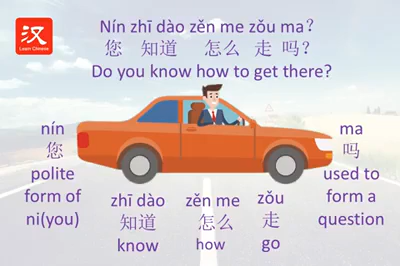 汉
Learn Chinese
Nín zhī dào zěn me zǒu ma?
您 知道 怎么 走 吗?
Do you know how to get there?
nín
您
polite
form of
ni(you)
zhī dào
知道
know
zěn me
怎么
how
zǒu
走
go
ma
吗
used to
form a
question